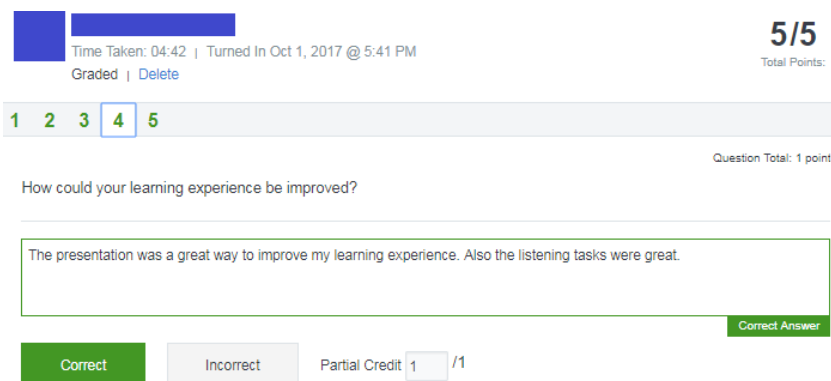 5/5
Time Taken: 04:42 | Turned In Oct 1, 2017 @ 5:41 PM
Total Points:
Graded | Delete
1 2 3 4 5
Question Total: 1 point
How could your learning experience be improved?
The presentation was a great way to improve my learning experience. Also the listening tasks were great.
Correct Answer
Correct Incorrect Partial Credit 1 /1